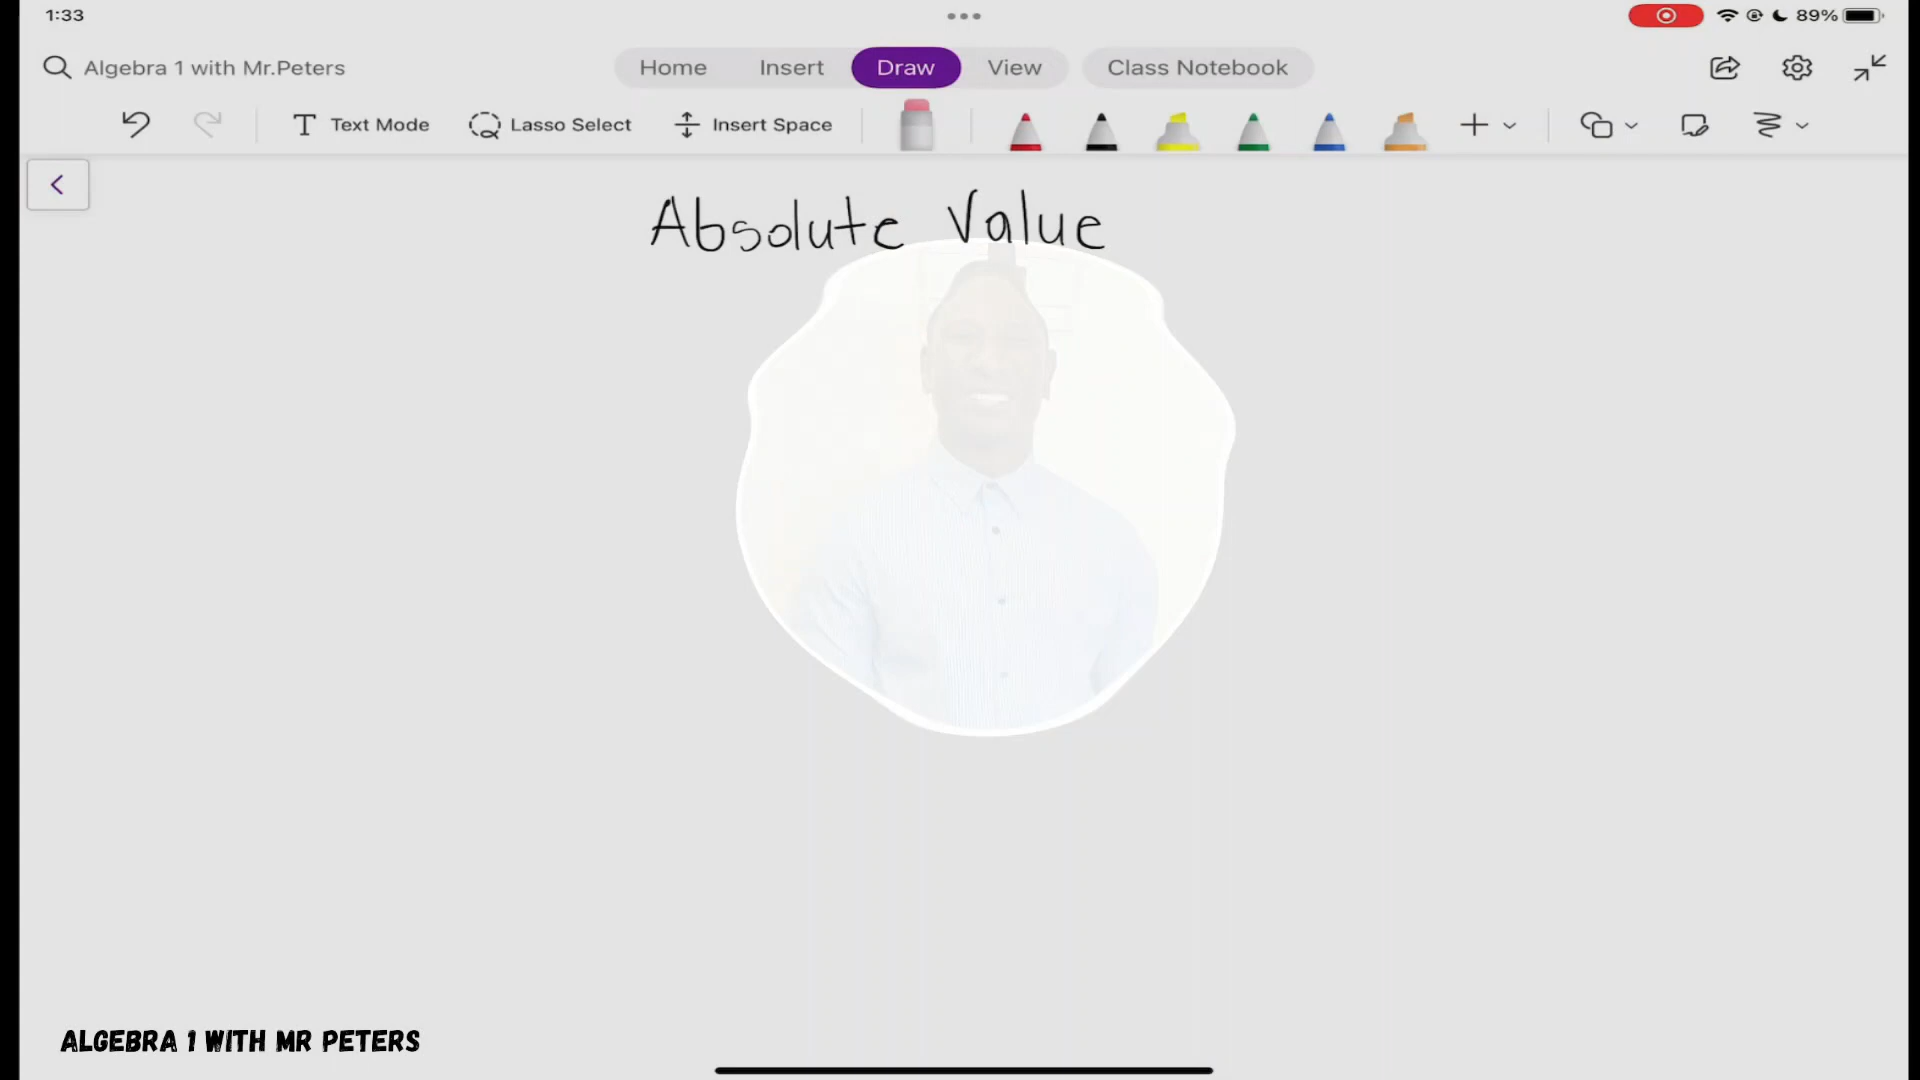 1:33
89%
Algebra 1 with Mr.Peters
Home Insert Draw View Class Notebook
Text Mode Lasso Select Insert Space
Absolute Value
ALGEBRA 1 WITH MR PETERS